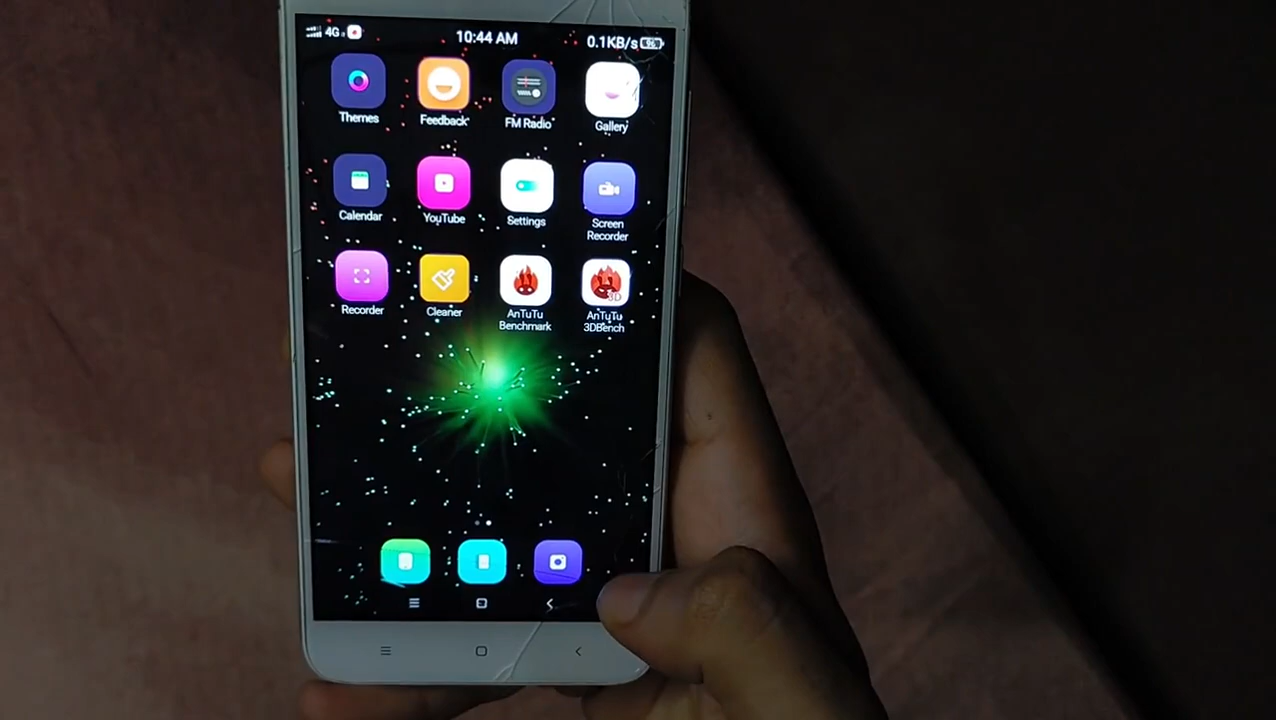 4G 10:44 AM 0.1KB/s
Themes Feedback FM Radio Gallery
Calendar YouTube Settings Screen
Recorder
Recorder Cleaner AnTuTu AnTuTu
Benchmark 3DBench
3D